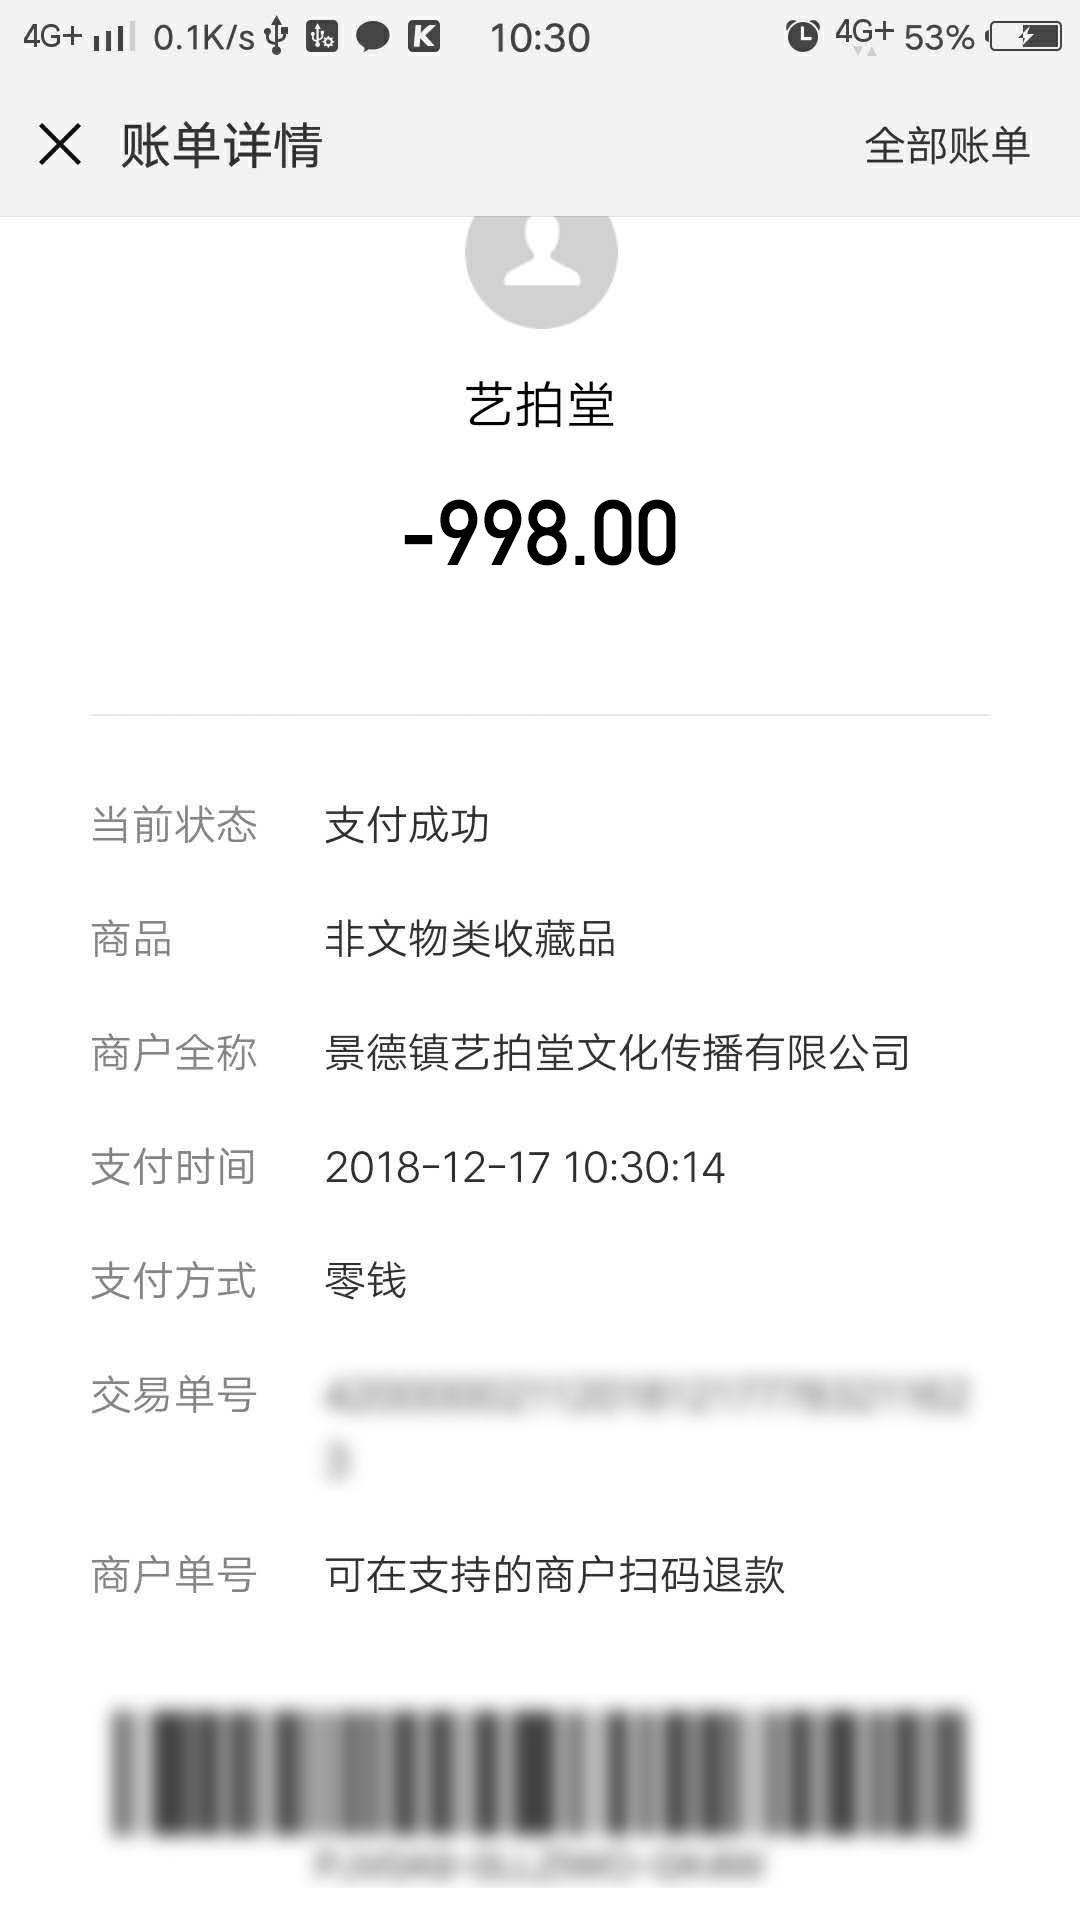 4G+ 0.1K/s 10:30 4G+ 53%
账单详情 全部账单
艺拍堂
-998.00
当前状态 支付成功
商品 非文物类收藏品
商户全称 景德镇艺拍堂文化传播有限公司
支付时间 2018-12-17 10:30:14
支付方式 零钱
交易单号
商户单号 可在支持的商户扫码退款